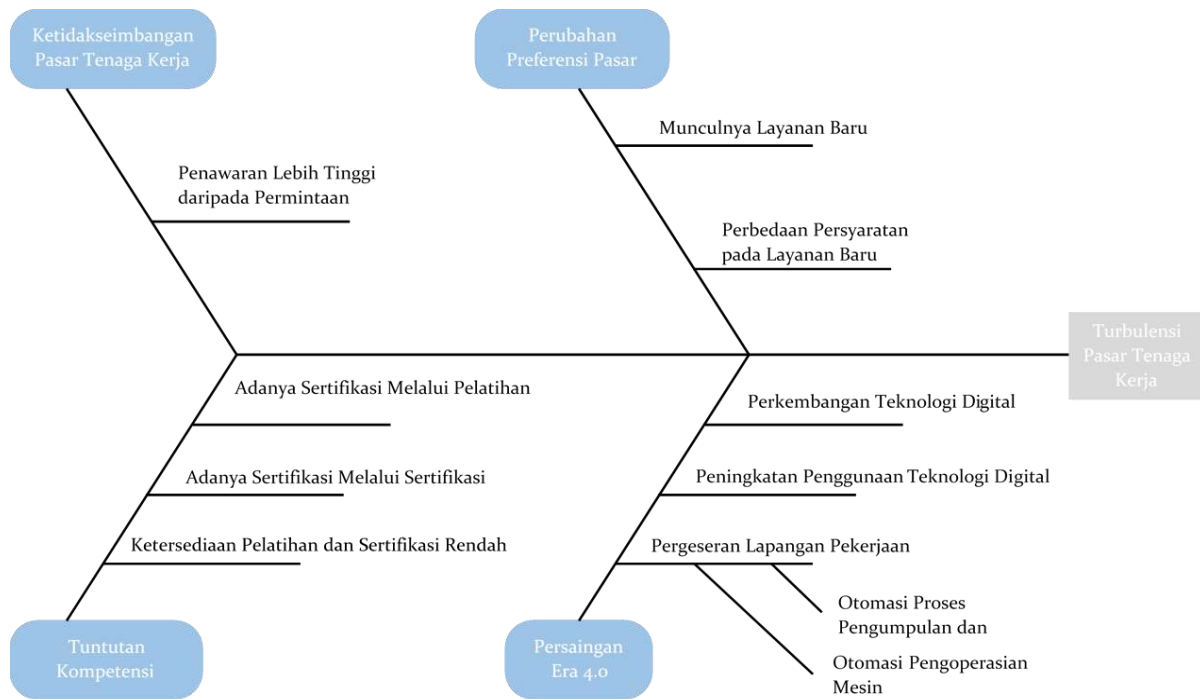 Ketidakseimbangan
Pasar Tenaga Kerja
Perubahan
Preferensi Pasar
Munculnya Layanan Baru
Penawaran Lebih Tinggi
daripada Permintaan
Perbedaan Persyaratan
pada Layanan Baru
Turbulensi
Pasar Tenaga
Kerja
Adanya Sertifikasi Melalui Pelatihan
Adanya Sertifikasi Melalui Sertifikasi
Ketersediaan Pelatihan dan Sertifikasi Rendah
Perkembangan Teknologi Digital
Peningkatan Penggunaan Teknologi Digital
Pergeseran Lapangan Pekerjaan
Otomasi Proses
Pengumpulan dan
Otomasi Pengoperasian
Mesin
Tuntutan
Kompetensi
Persaingan
Era 4.0